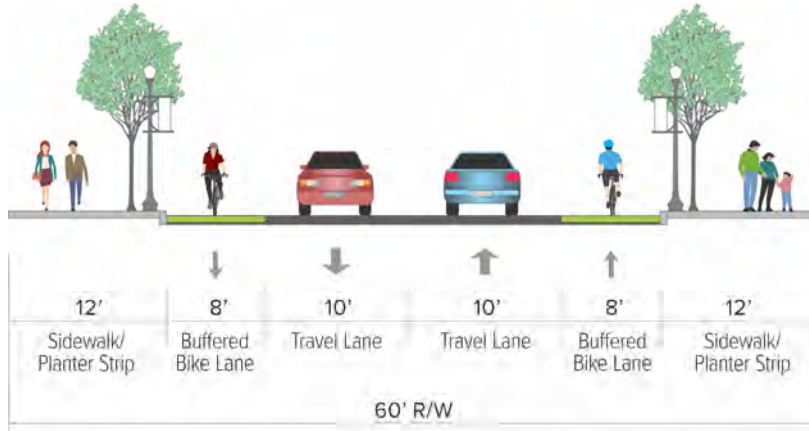 12' 8' 10' 10' 8' 12'
Sidewalk/ Buffered Travel Lane Travel Lane Buffered Sidewalk/
Planter Strip Bike Lane Bike Lane Planter Strip
60' R/W